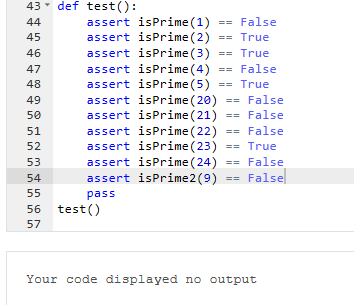 43 def test():
44     assert isPrime(1) == False
45     assert isPrime(2) == True
46     assert isPrime(3) == True
47     assert isPrime(4) == False
48     assert isPrime(5) == True
49     assert isPrime(20) == False
50     assert isPrime(21) == False
51     assert isPrime(22) == False
52     assert isPrime(23) == True
53     assert isPrime(24) == False
54     assert isPrime2(9) == False
55     pass
56 test()
57
Your code displayed no output